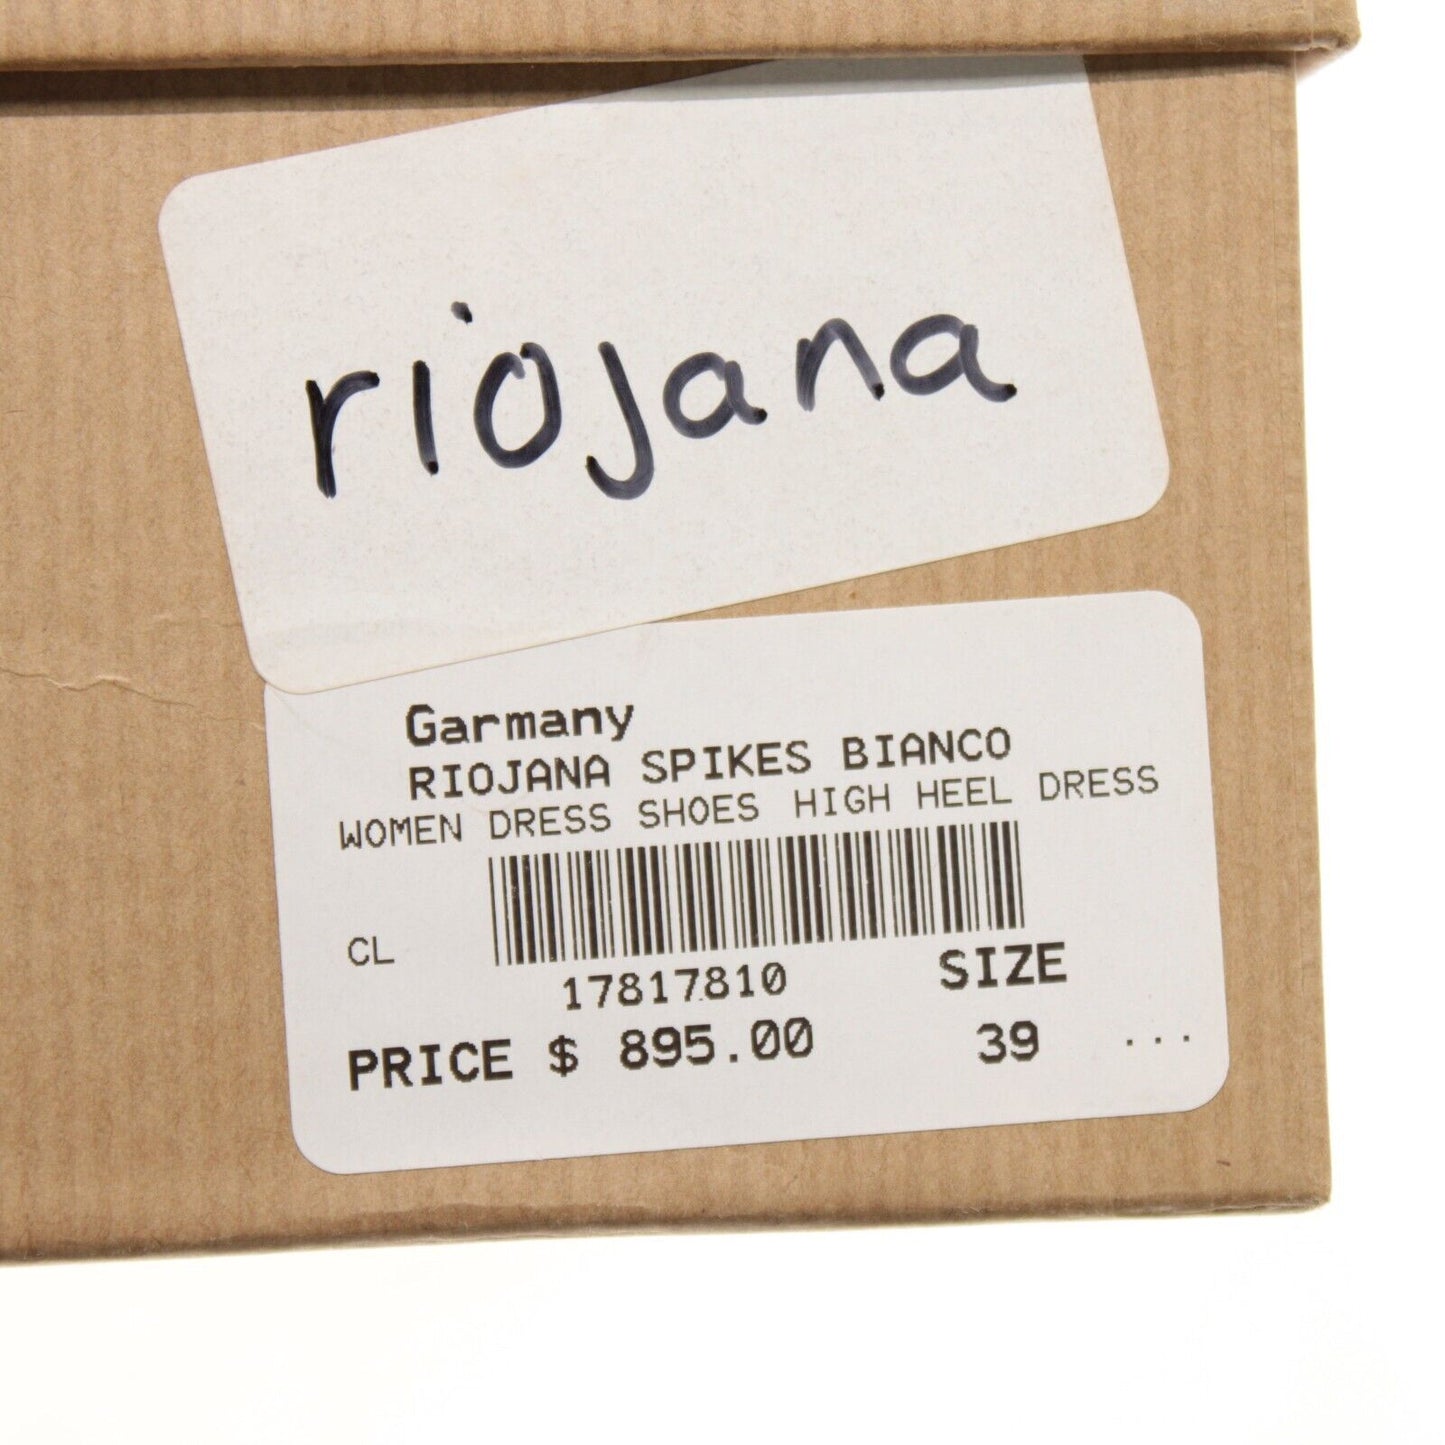 riojana
Garmany
RIOJANA SPIKES BIANCO
WOMEN DRESS SHOES HIGH HEEL DRESS
CL
17817810
SIZE
PRICE $ 895.00 39 ...